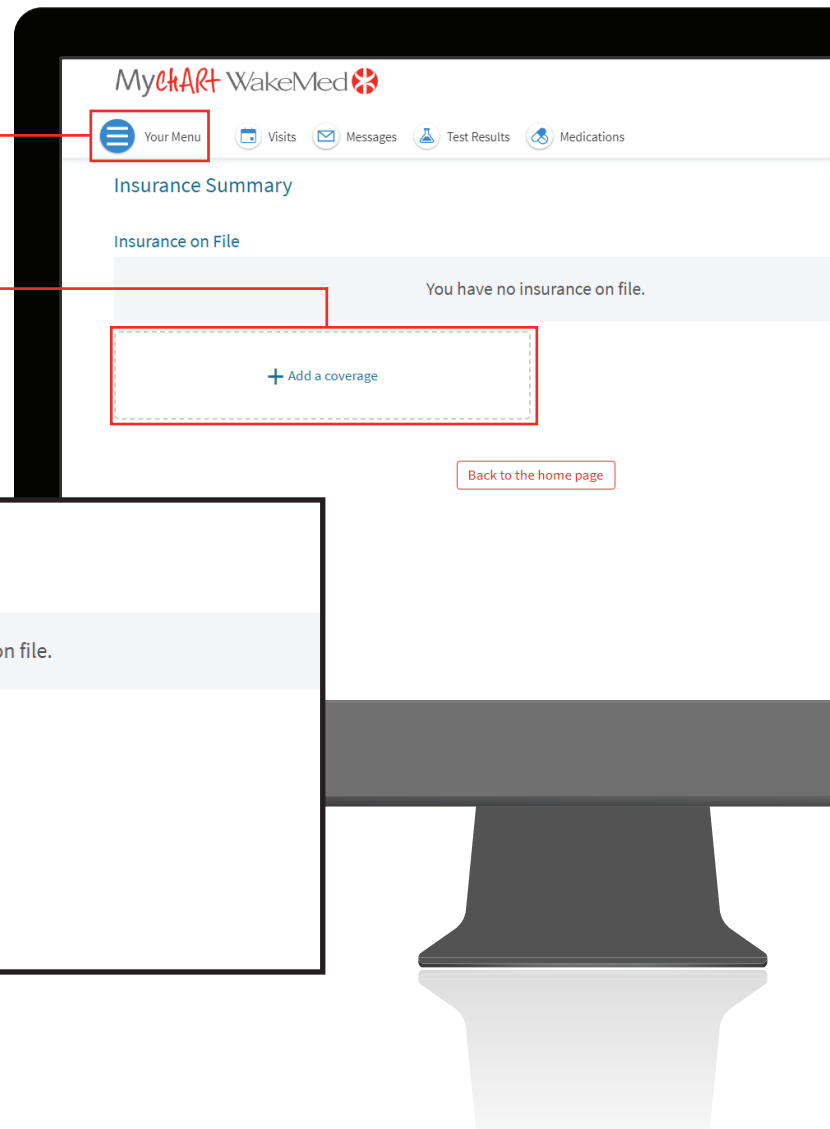 MyChart WakeMed
Your Menu Visits Messages Test Results Medications
Insurance Summary
Insurance on File
You have no insurance on file.
+ Add a coverage
Back to the home page
on file.